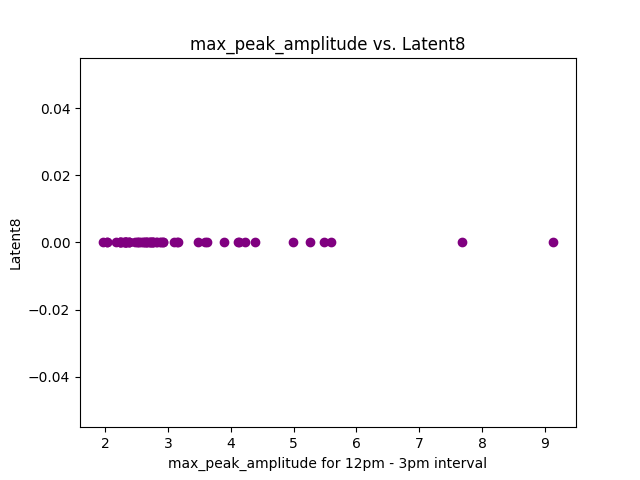 max_peak_amplitude vs. Latent8
0.04
0.02
0.00
−0.02
−0.04
Latent8
2 3 4 5 6 7 8 9
max_peak_amplitude for 12pm - 3pm interval